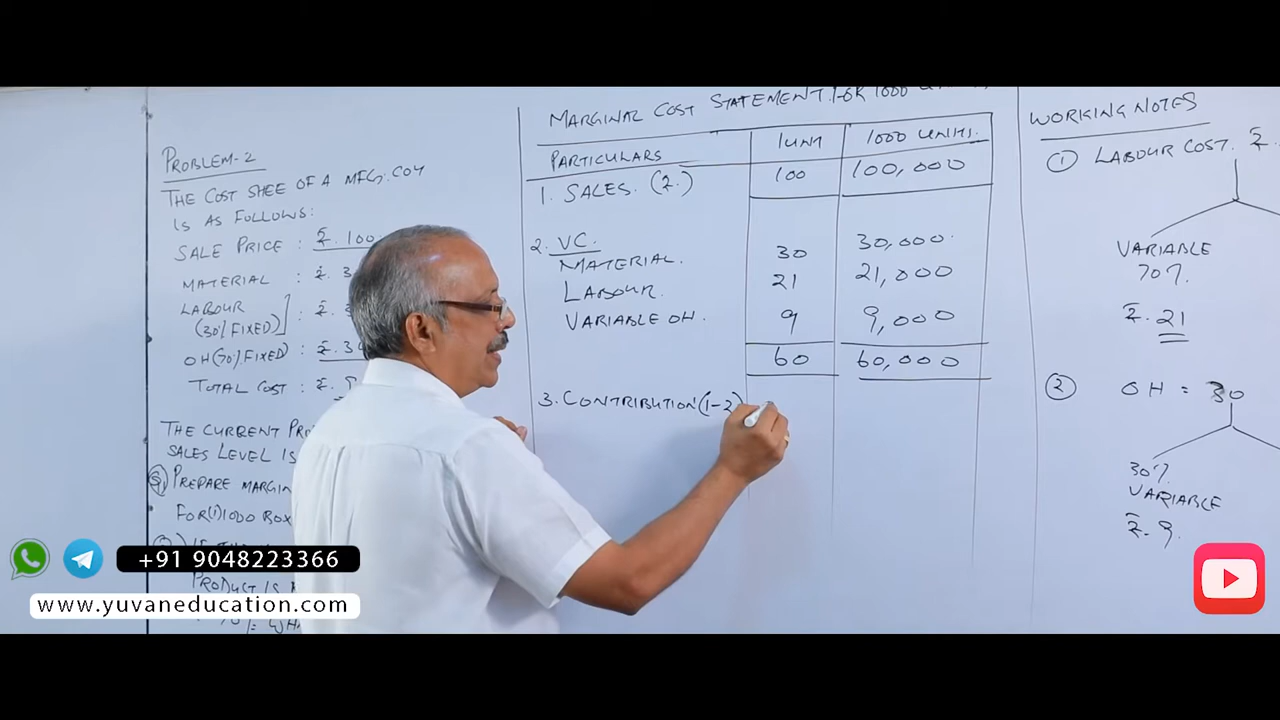 PROBLEM-2
THE COST SHEE OF A MFG. COY
IS AS FOLLOWS:
SALE PRICE : ₹. 100
MATERIAL : ₹. 3
LABOUR
(30% FIXED) : ₹.
OH (70% FIXED) : ₹. 3
TOTAL COST : ₹.
THE CURRENT PR
SALES LEVEL IS
PREPARE MARGIN
FOR (1) 1000 BOX
PRODUCT IS
MARGINAL COST STATEMENT FOR 1000 UNITS
PARTICULARS 1 UNIT 1000 UNITS.
1. SALES. (₹.) 100 100,000
2. VC.
MATERIAL. 30 30,000
LABOUR. 21 21,000
VARIABLE OH. 9 9,000
60 60,000
3. CONTRIBUTION (1-2)
WORKING NOTES
① LABOUR COST. ₹.
VARIABLE
70%.
₹. 21
② OH = 30
30%
VARIABLE
₹. 9.
+91 9048223366
www.yuvaneducation.com